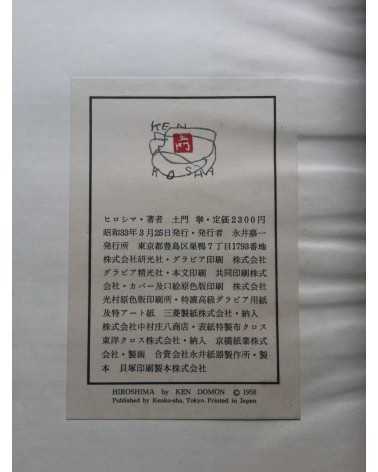 KEN
土門
KOSHA
ヒロシマ・著者　土門　拳・定価2300円
昭和33年3月25日発行・発行者　永井嘉一
発行所　東京都豊島区巣鴨7丁目1793番地
株式会社研光社・グラビア印刷　株式会社
グラビア精光社・本文印刷　共同印刷株式
会社・カバー及口絵原色版印刷　株式会社
光村原色版印刷所・特漉高級グラビア用紙
及特アート紙　三菱製紙株式会社・納入
株式会社中村庄八商店・表紙特製布クロス
東洋クロス株式会社・納入　京橋紙業株式
会社・製函　合資会社永井紙器製作所・製
本　貝塚印刷製本株式会社
HIROSHIMA by KEN DOMON © 1958
Published by Kenko-sha, Tokyo Printed in Japan